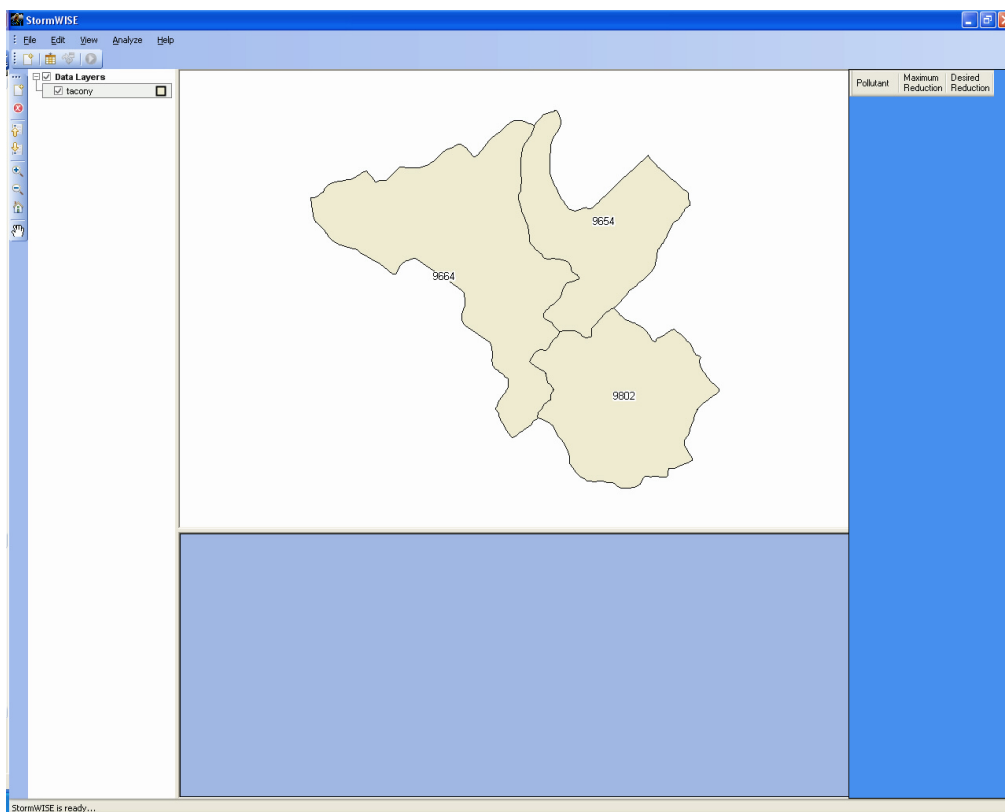 StormWISE
File Edit View Analyze Help
Data Layers
tacony
Pollutant Maximum Reduction Desired Reduction
9654
9664
9802
StormWISE is ready...